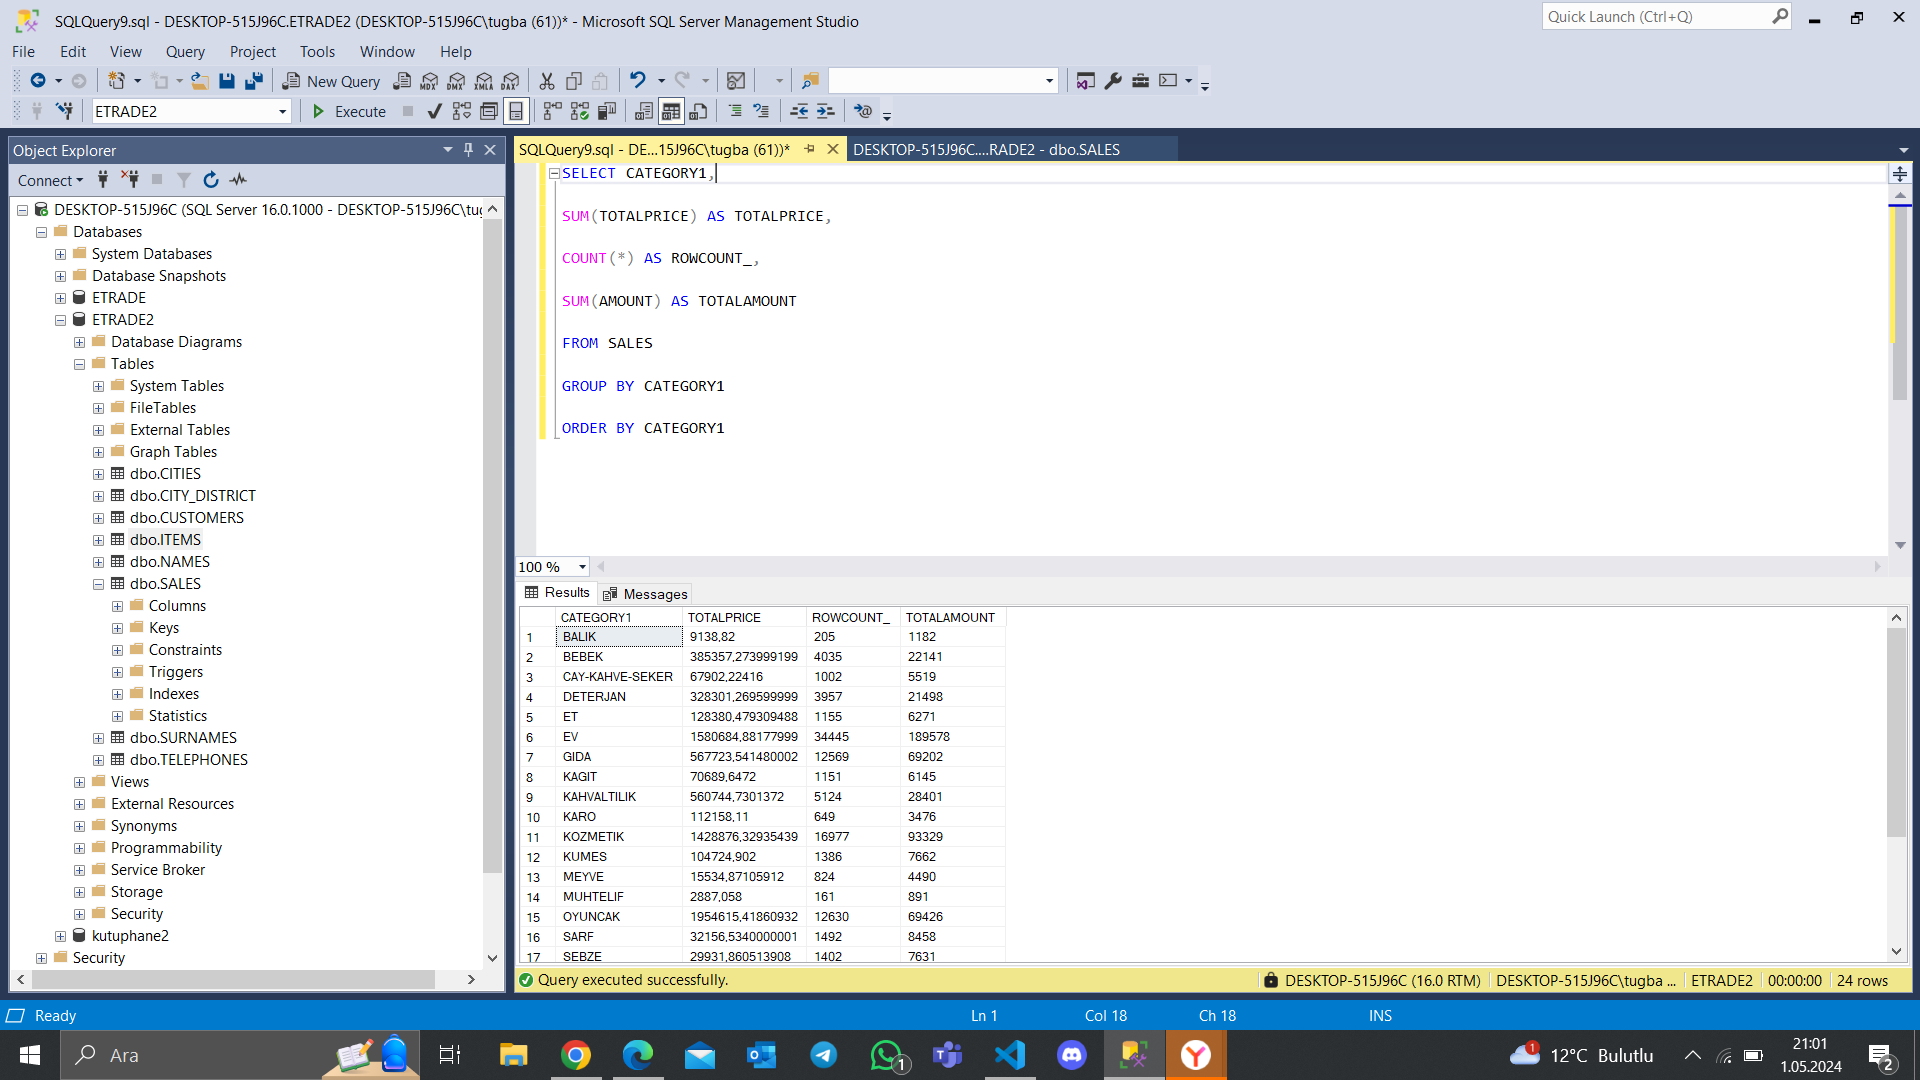 SQLQuery9.sql - DESKTOP-515J96C.ETRADE2 (DESKTOP-515J96C\tugba (61))* - Microsoft SQL Server Management Studio
Quick Launch (Ctrl+Q)
File Edit View Query Project Tools Window Help
New Query
MDX DMX XMLA DAX
ETRADE2
Execute
Object Explorer
Connect
DESKTOP-515J96C (SQL Server 16.0.1000 - DESKTOP-515J96C\tug
Databases
System Databases
Database Snapshots
ETRADE
ETRADE2
Database Diagrams
Tables
System Tables
FileTables
External Tables
Graph Tables
dbo.CITIES
dbo.CITY_DISTRICT
dbo.CUSTOMERS
dbo.ITEMS
dbo.NAMES
dbo.SALES
Columns
Keys
Constraints
Triggers
Indexes
Statistics
dbo.SURNAMES
dbo.TELEPHONES
Views
External Resources
Synonyms
Programmability
Service Broker
Storage
Security
kutuphane2
Security
SQLQuery9.sql - DE...15J96C\tugba (61))*
DESKTOP-515J96C....RADE2 - dbo.SALES
SELECT CATEGORY1,
SUM(TOTALPRICE) AS TOTALPRICE,
COUNT(*) AS ROWCOUNT_,
SUM(AMOUNT) AS TOTALAMOUNT
FROM SALES
GROUP BY CATEGORY1
ORDER BY CATEGORY1
100 %
Results Messages
CATEGORY1 TOTALPRICE ROWCOUNT_ TOTALAMOUNT
1 BALIK 9138,82 205 1182
2 BEBEK 385357,273999199 4035 22141
3 CAY-KAHVE-SEKER 67902,22416 1002 5519
4 DETERJAN 328301,269599999 3957 21498
5 ET 128380,479309488 1155 6271
6 EV 1580684,88177999 34445 189578
7 GIDA 567723,541480002 12569 69202
8 KAGIT 70689,6472 1151 6145
9 KAHVALTILIK 560744,7301372 5124 28401
10 KARO 112158,11 649 3476
11 KOZMETIK 1428876,32935439 16977 93329
12 KUMES 104724,902 1386 7662
13 MEYVE 15534,87105912 824 4490
14 MUHTELIF 2887,058 161 891
15 OYUNCAK 1954615,41860932 12630 69426
16 SARF 32156,5340000001 1492 8458
17 SEBZE 29931,860513908 1402 7631
Query executed successfully.
DESKTOP-515J96C (16.0 RTM) DESKTOP-515J96C\tugba ... ETRADE2 00:00:00 24 rows
Ready
Ln 1 Col 18 Ch 18 INS
Ara
1
1
12°C Bulutlu
21:01
1.05.2024
2